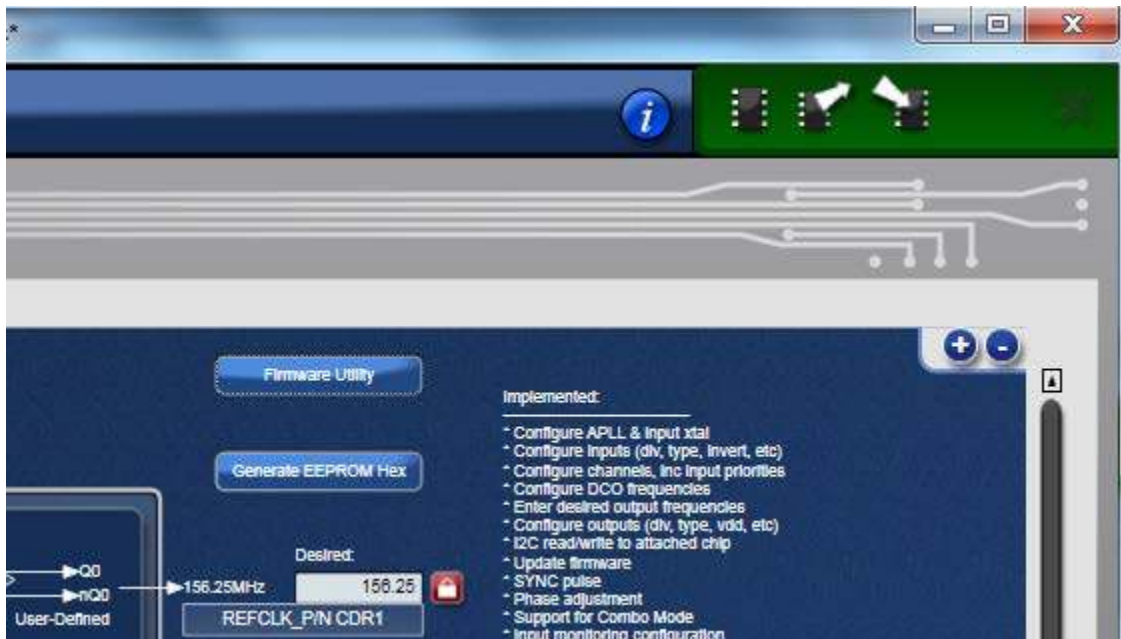 Firmware Utility
Implemented:
* Configure APLL & Input xtal
* Configure Inputs (div, type, invert, etc)
Generate EEPROM Hex
* Configure channels, inc input priorities
* Configure DCO frequencies
* Enter desired output frequencies
* Configure outputs (div, type, vdd, etc)
* I2C read/write to attached chip
Desired:
* Update firmware
Q0
* SYNC pulse
156.25MHz
156.25
nQ0
* Phase adjustment
User-Defined
REFCLK_P/N CDR1
* Support for Combo Mode
* Input monitoring configuration